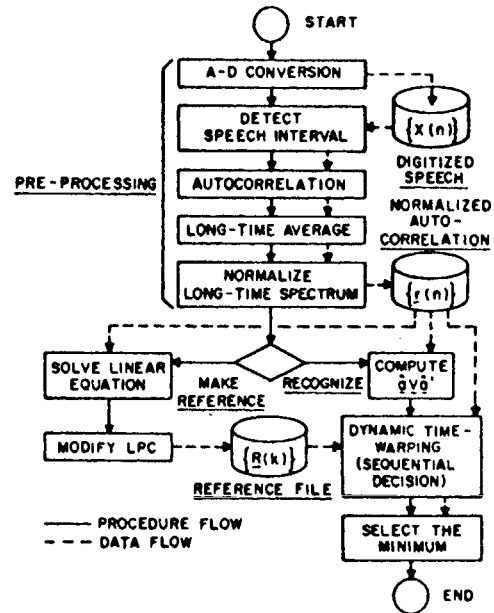 START
A-D CONVERSION
DETECT
SPEECH INTERVAL
{X(n)}
DIGITIZED
SPEECH
PRE-PROCESSING
AUTOCORRELATION
NORMALIZED
AUTO-
CORRELATION
LONG-TIME AVERAGE
NORMALIZE
LONG-TIME SPECTRUM
{r(n)}
SOLVE LINEAR
EQUATION
MAKE
REFERENCE
RECOGNIZE
COMPUTE
MODIFY LPC
{R(k)}
REFERENCE FILE
DYNAMIC TIME-
WARPING
(SEQUENTIAL
DECISION)
PROCEDURE FLOW
DATA FLOW
SELECT THE
MINIMUM
END